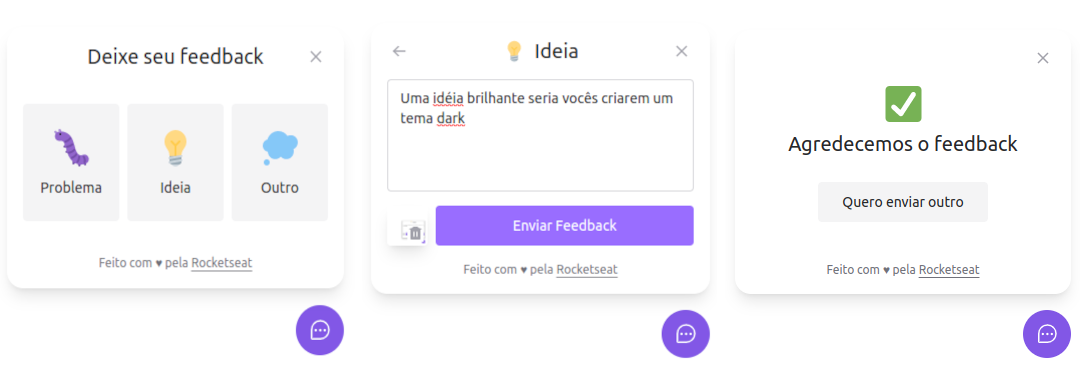 Deixe seu feedback
Problema
Ideia
Outro
Feito com ♥ pela Rocketseat
Ideia
Uma idéia brilhante seria vocês criarem um
tema dark
Enviar Feedback
Feito com ♥ pela Rocketseat
Agredecemos o feedback
Quero enviar outro
Feito com ♥ pela Rocketseat